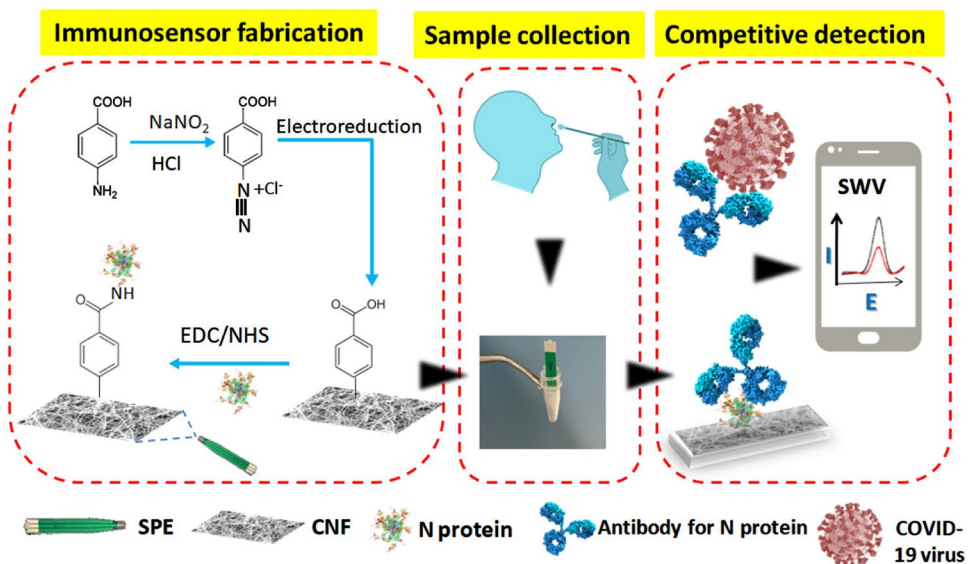 Immunosensor fabrication
Sample collection
Competitive detection
COOH
NH₂
NaNO₂
HCl
COOH
N +Cl⁻
N
Electroreduction
O
OH
EDC/NHS
O
NH
SWV
I
E
SPE
CNF
N protein
Antibody for N protein
COVID-
19 virus